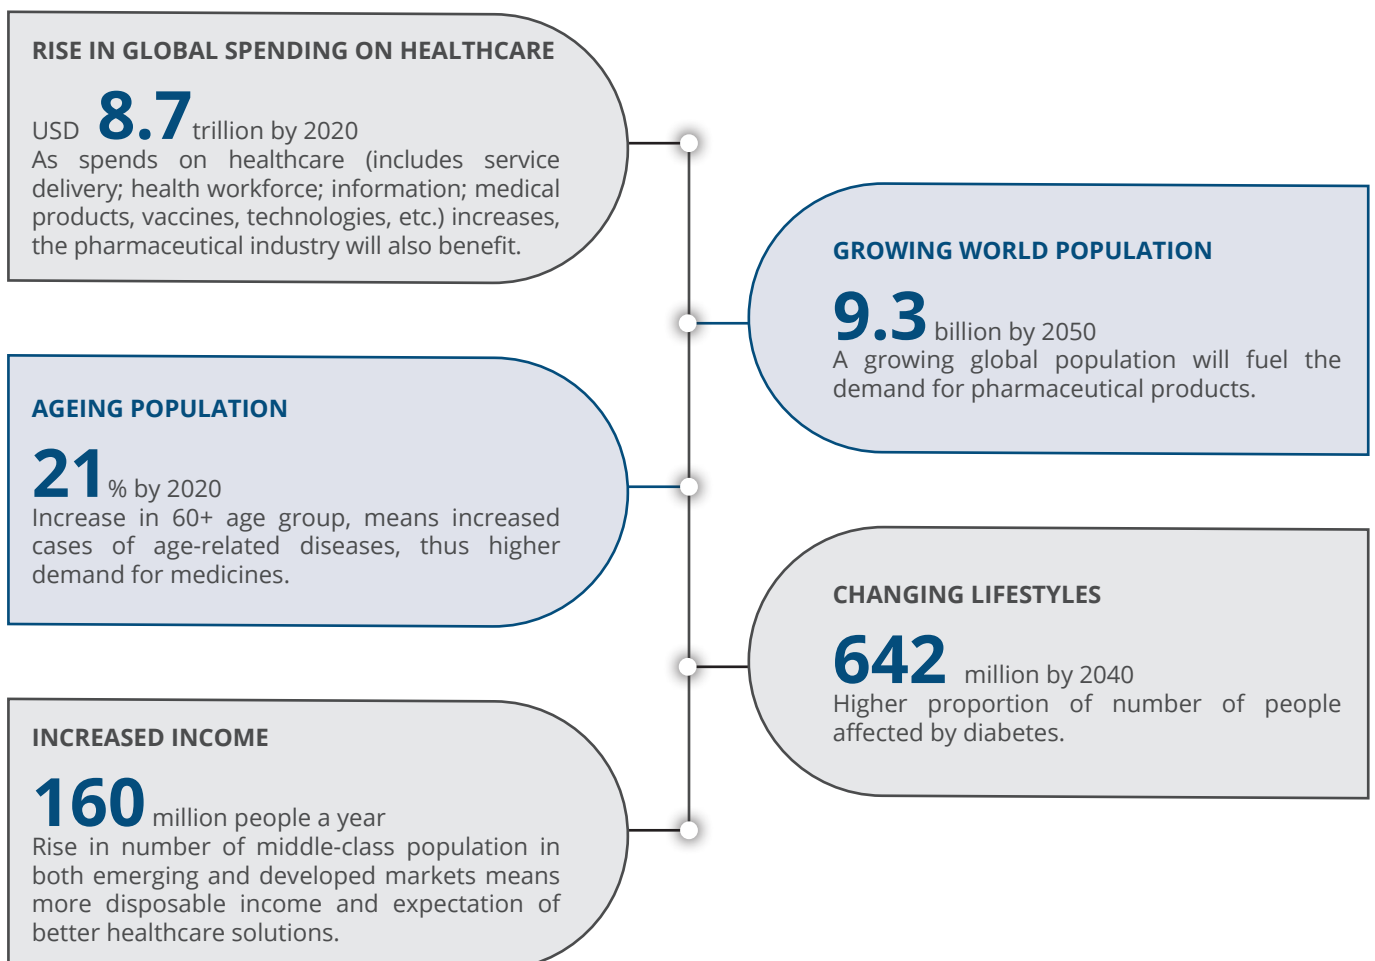 RISE IN GLOBAL SPENDING ON HEALTHCARE
USD 8.7 trillion by 2020
As spends on healthcare (includes service
delivery; health workforce; information; medical
products, vaccines, technologies, etc.) increases,
the pharmaceutical industry will also benefit.
GROWING WORLD POPULATION
9.3 billion by 2050
A growing global population will fuel the
demand for pharmaceutical products.
AGEING POPULATION
21% by 2020
Increase in 60+ age group, means increased
cases of age-related diseases, thus higher
demand for medicines.
CHANGING LIFESTYLES
642 million by 2040
Higher proportion of number of people
affected by diabetes.
INCREASED INCOME
160 million people a year
Rise in number of middle-class population in
both emerging and developed markets means
more disposable income and expectation of
better healthcare solutions.